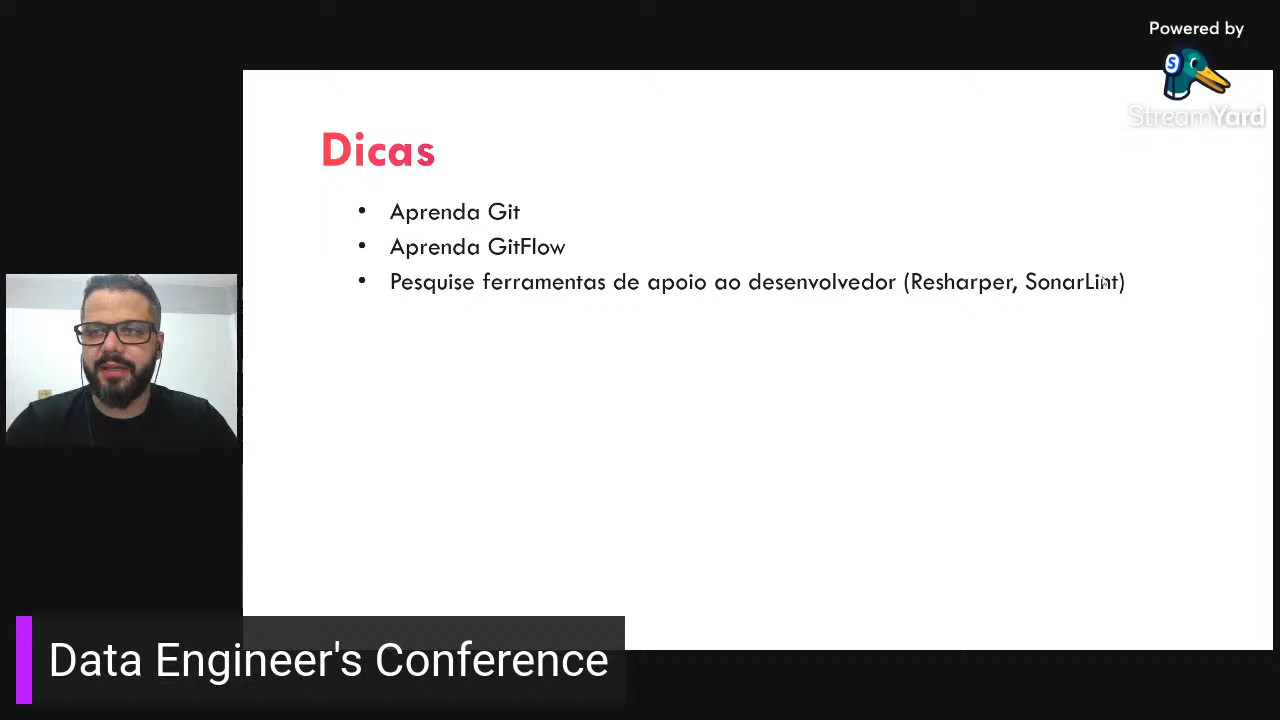 Powered by
StreamYard
Dicas
• Aprenda Git
• Aprenda GitFlow
• Pesquise ferramentas de apoio ao desenvolvedor (Resharper, SonarLint)
Data Engineer's Conference